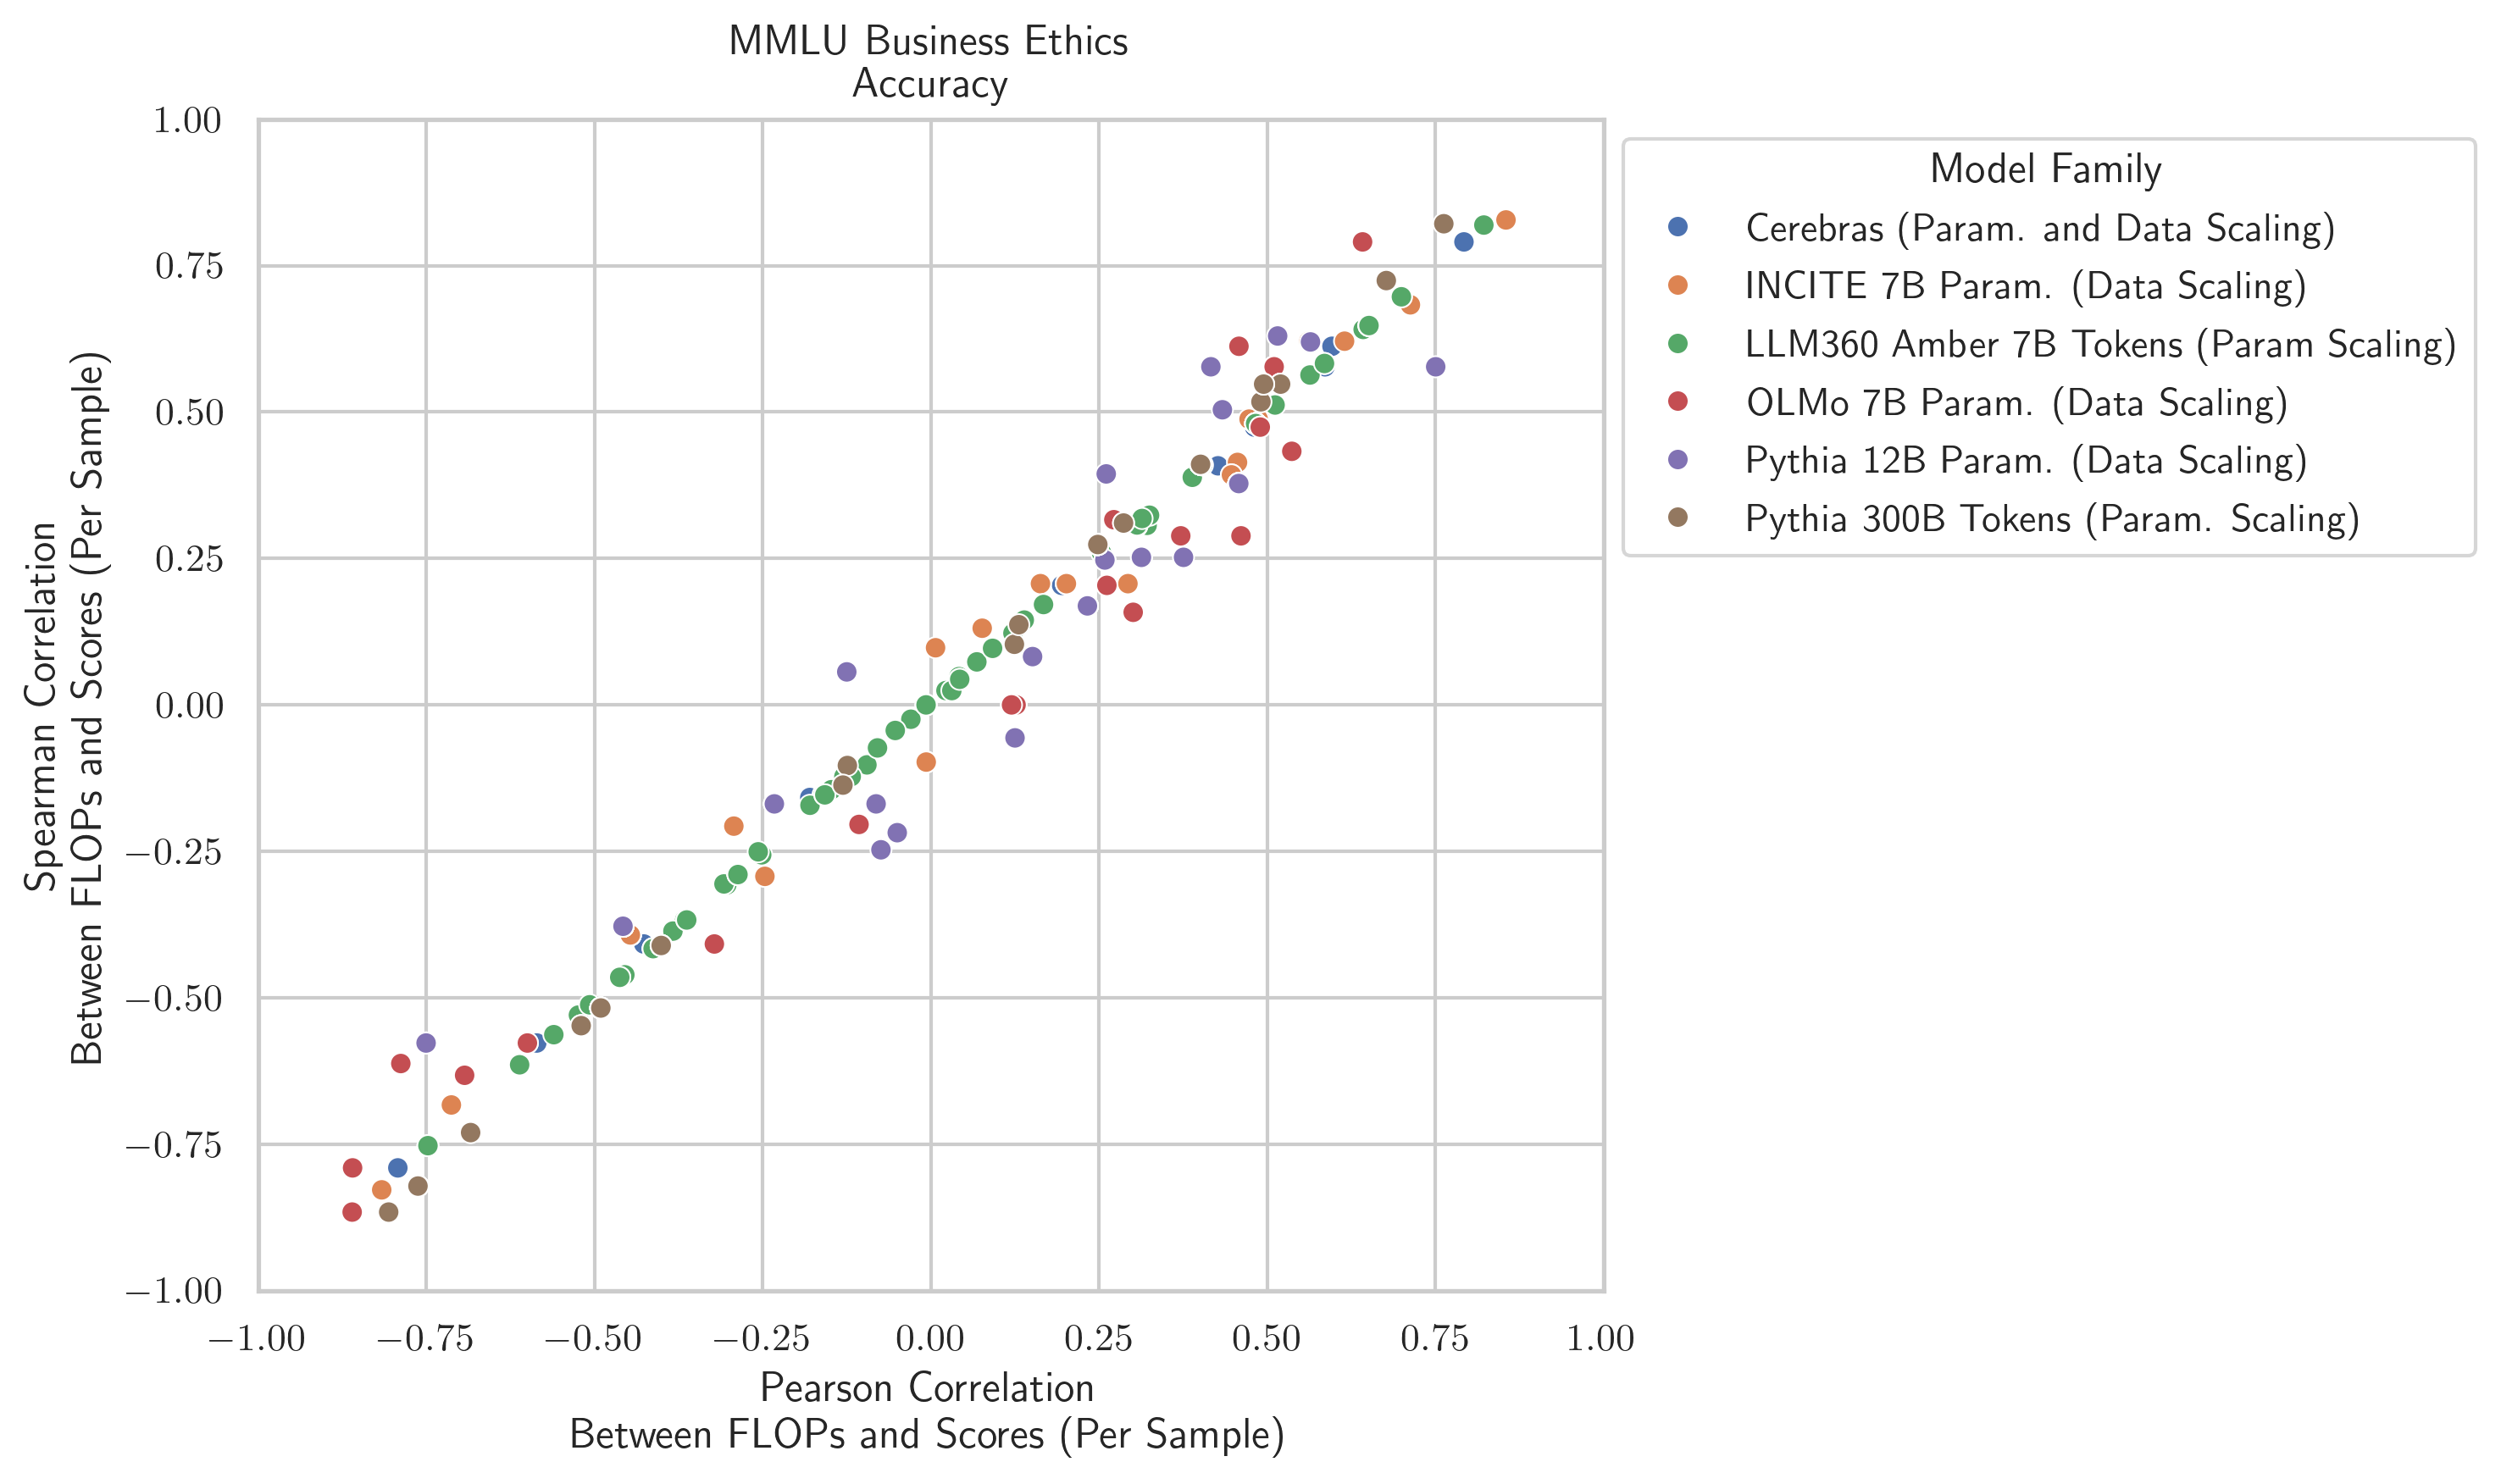 MMLU Business Ethics
Accuracy
1.00
0.75
0.50
0.25
0.00
−0.25
−0.50
−0.75
−1.00
Spearman Correlation
Between FLOPs and Scores (Per Sample)
−1.00
−0.75
−0.50
−0.25
0.00
0.25
0.50
0.75
1.00
Pearson Correlation
Between FLOPs and Scores (Per Sample)
Model Family
Cerebras (Param. and Data Scaling)
INCITE 7B Param. (Data Scaling)
LLM360 Amber 7B Tokens (Param Scaling)
OLMo 7B Param. (Data Scaling)
Pythia 12B Param. (Data Scaling)
Pythia 300B Tokens (Param. Scaling)